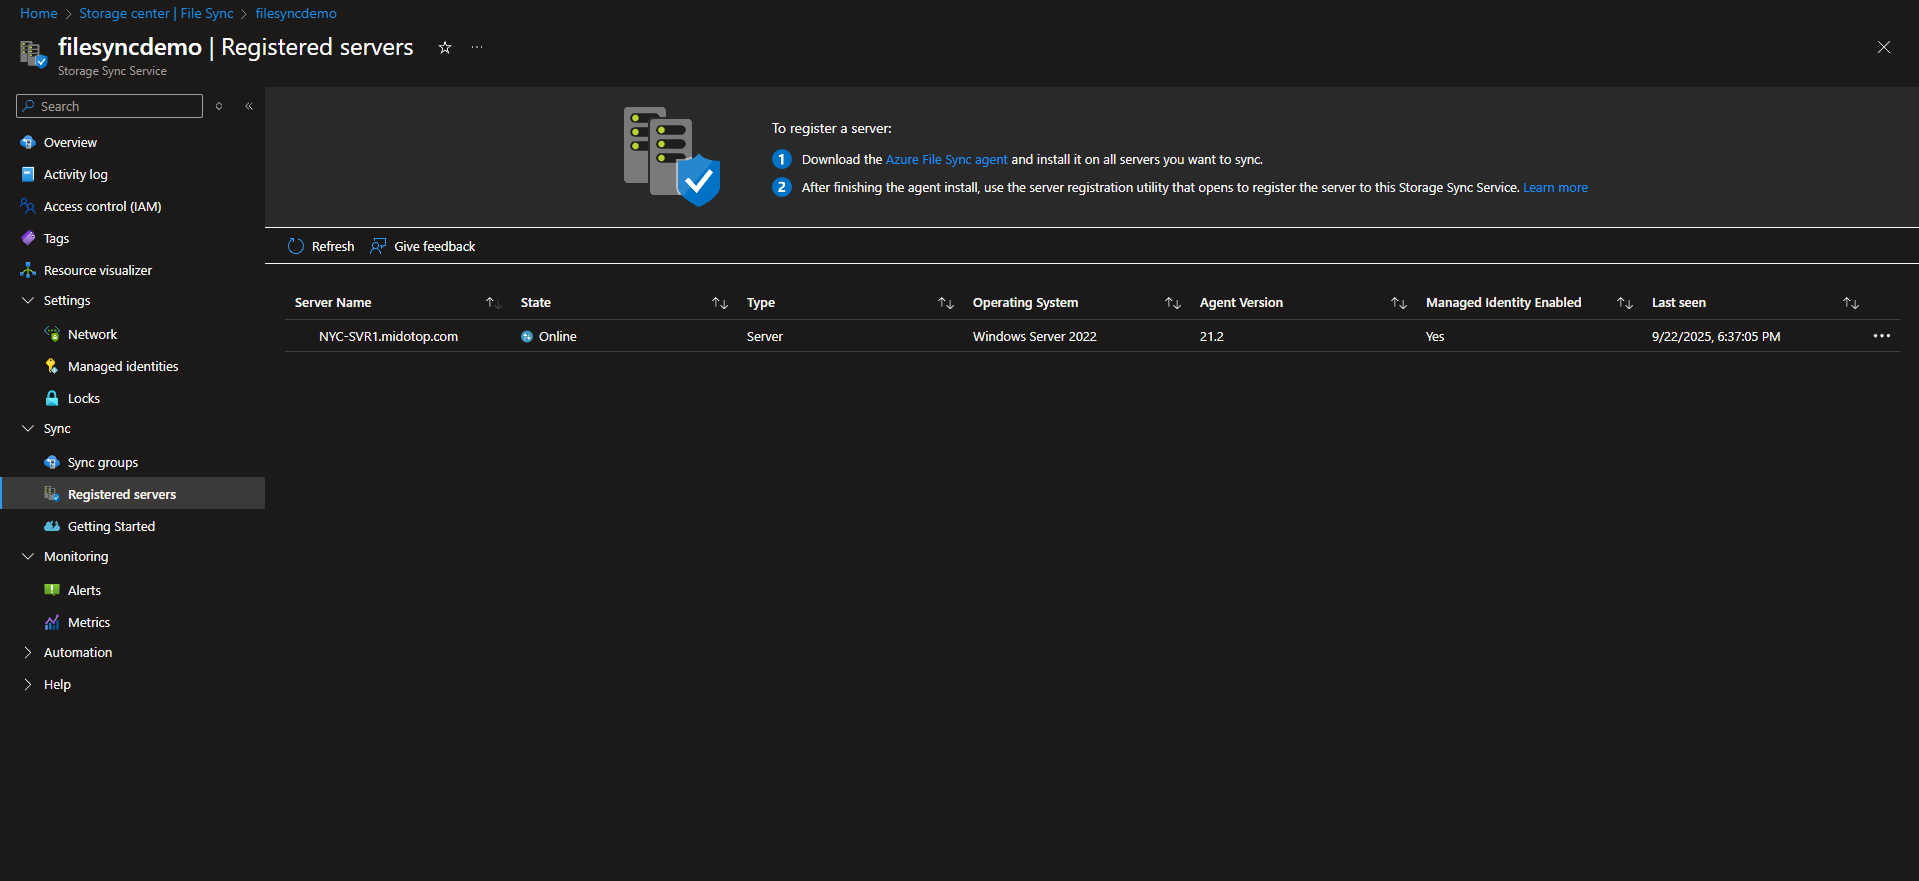 Home > Storage center | File Sync > filesyncdemo
filesyncdemo | Registered servers
Storage Sync Service
Search
Overview
Activity log
Access control (IAM)
Tags
Resource visualizer
Settings
Network
Managed identities
Locks
Sync
Sync groups
Registered servers
Getting Started
Monitoring
Alerts
Metrics
Automation
Help
To register a server:
1 Download the Azure File Sync agent and install it on all servers you want to sync.
2 After finishing the agent install, use the server registration utility that opens to register the server to this Storage Sync Service. Learn more
Refresh Give feedback
Server Name State Type Operating System Agent Version Managed Identity Enabled Last seen
NYC-SVR1.midotop.com Online Server Windows Server 2022 21.2 Yes 9/22/2025, 6:37:05 PM